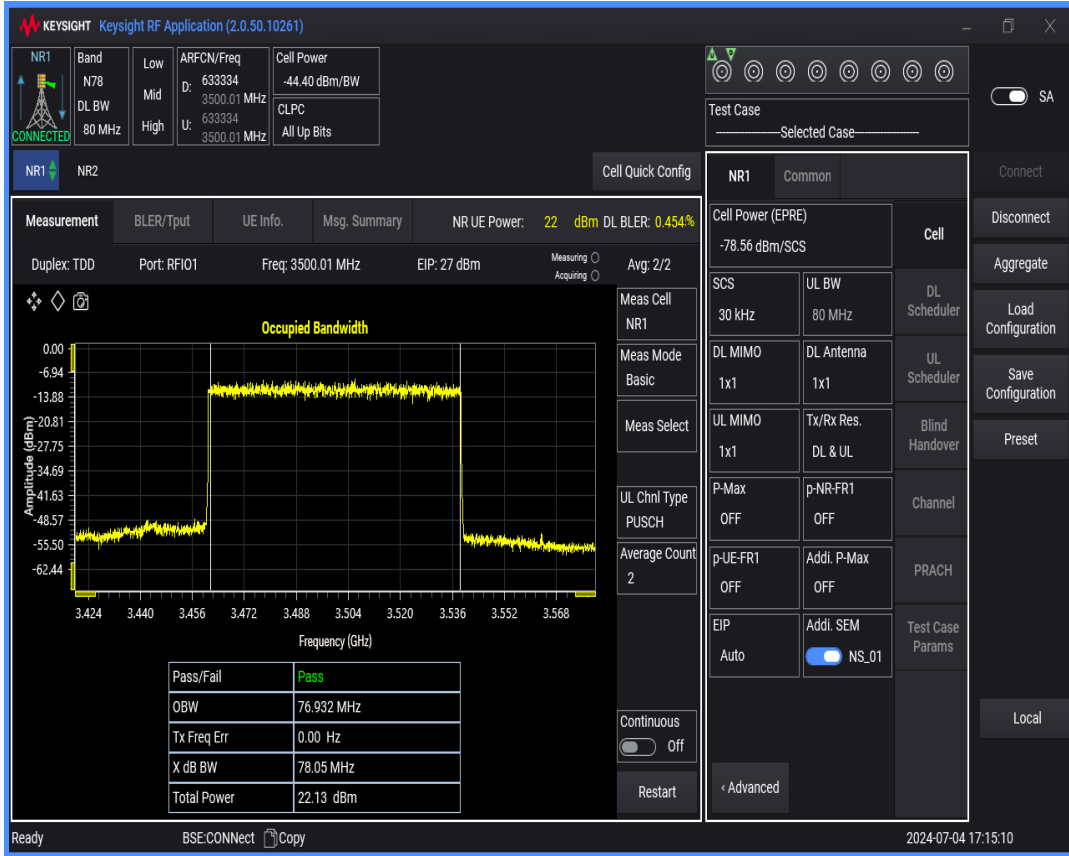 KEYSIGHT Keysight RF Application (2.0.50.10261)
NR1
CONNECTED
Band
N78
DL BW
80 MHz
Low
Mid
High
ARFCN/Freq
D: 633334
3500.01 MHz
U: 633334
3500.01 MHz
Cell Power
-44.40 dBm/BW
CLPC
All Up Bits
Test Case
Selected Case
SA
NR1
NR2
Cell Quick Config
Measurement BLER/Tput UE Info. Msg. Summary NR UE Power: 22 dBm DL BLER: 0.454%
Duplex: TDD Port: RFIO1 Freq: 3500.01 MHz EIP: 27 dBm Measuring Acquiring Avg: 2/2
Occupied Bandwidth
Amplitude (dBm)
0.00
-6.94
-13.88
-20.81
-27.75
-34.69
-41.63
-48.57
-55.50
-62.44
3.424 3.440 3.456 3.472 3.488 3.504 3.520 3.536 3.552 3.568
Frequency (GHz)
Pass/Fail Pass
OBW 76.932 MHz
Tx Freq Err 0.00 Hz
X dB BW 78.05 MHz
Total Power 22.13 dBm
Meas Cell
NR1
Meas Mode
Basic
Meas Select
UL Chnl Type
PUSCH
Average Count
2
Continuous
Off
Restart
NR1 Common
Cell Power (EPRE)
-78.56 dBm/SCS
SCS
30 kHz
UL BW
80 MHz
DL MIMO
1x1
DL Antenna
1x1
UL MIMO
1x1
Tx/Rx Res.
DL & UL
P-Max
OFF
p-NR-FR1
OFF
p-UE-FR1
OFF
Addi. P-Max
OFF
EIP
Auto
Addi. SEM
NS_01
‹ Advanced
Cell
DL
Scheduler
UL
Scheduler
Blind
Handover
Channel
PRACH
Test Case
Params
Connect
Disconnect
Aggregate
Load
Configuration
Save
Configuration
Preset
Local
Ready BSE:CONNect Copy 2024-07-04 17:15:10